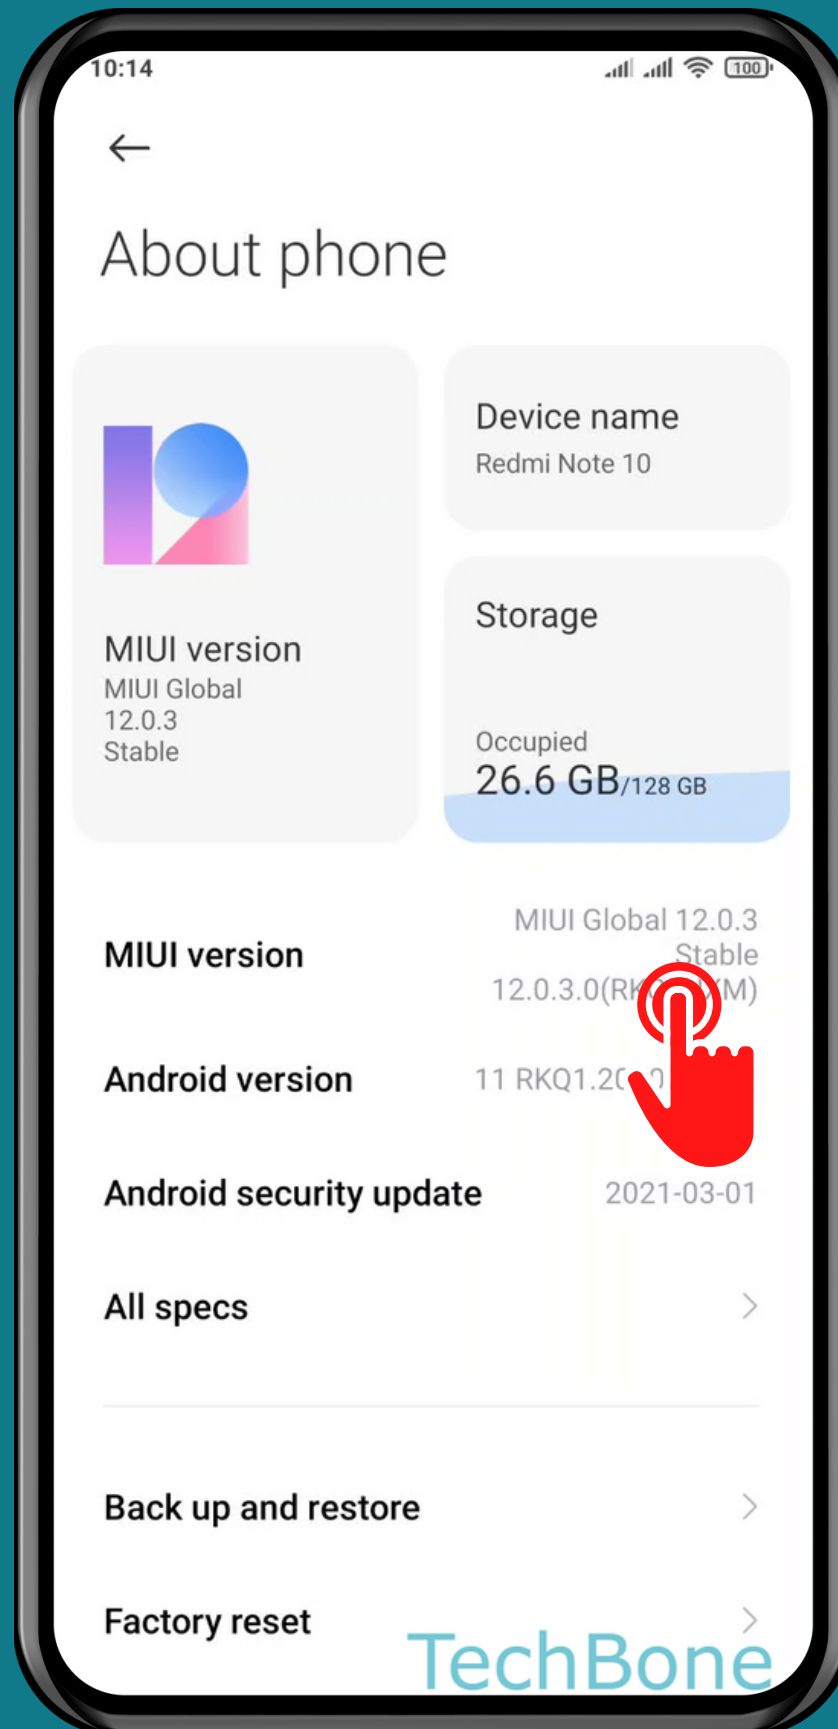 10:14
100
About phone
Device name
Redmi Note 10
MIUI version
MIUI Global
12.0.3
Stable
Storage
Occupied
26.6 GB/128 GB
MIUI version
MIUI Global 12.0.3
Stable
Android version
11
Android security update
2021-03-01
All specs
Back up and restore
Factory reset
TechBone